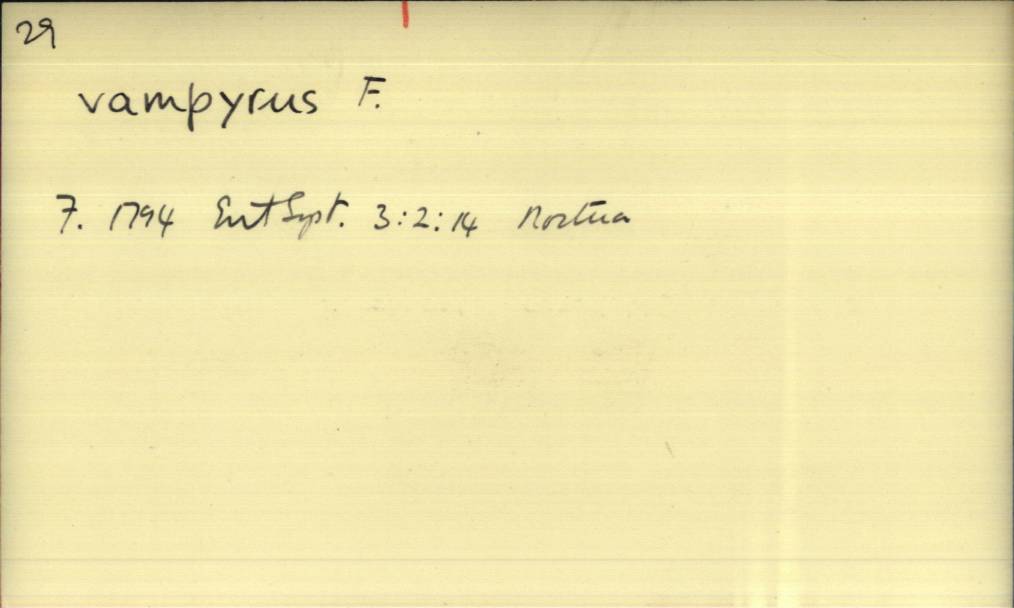 29
vampyrus F.
F. 1794 Ent Syst. 3:2:14 Noctua